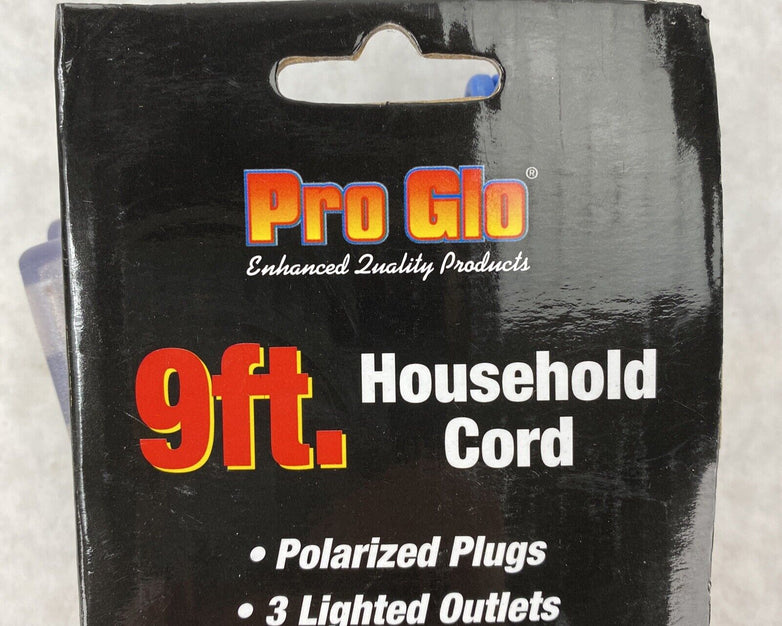 Pro Glo®
Enhanced Quality Products
9ft. Household
Cord
• Polarized Plugs
• 3 Lighted Outlets